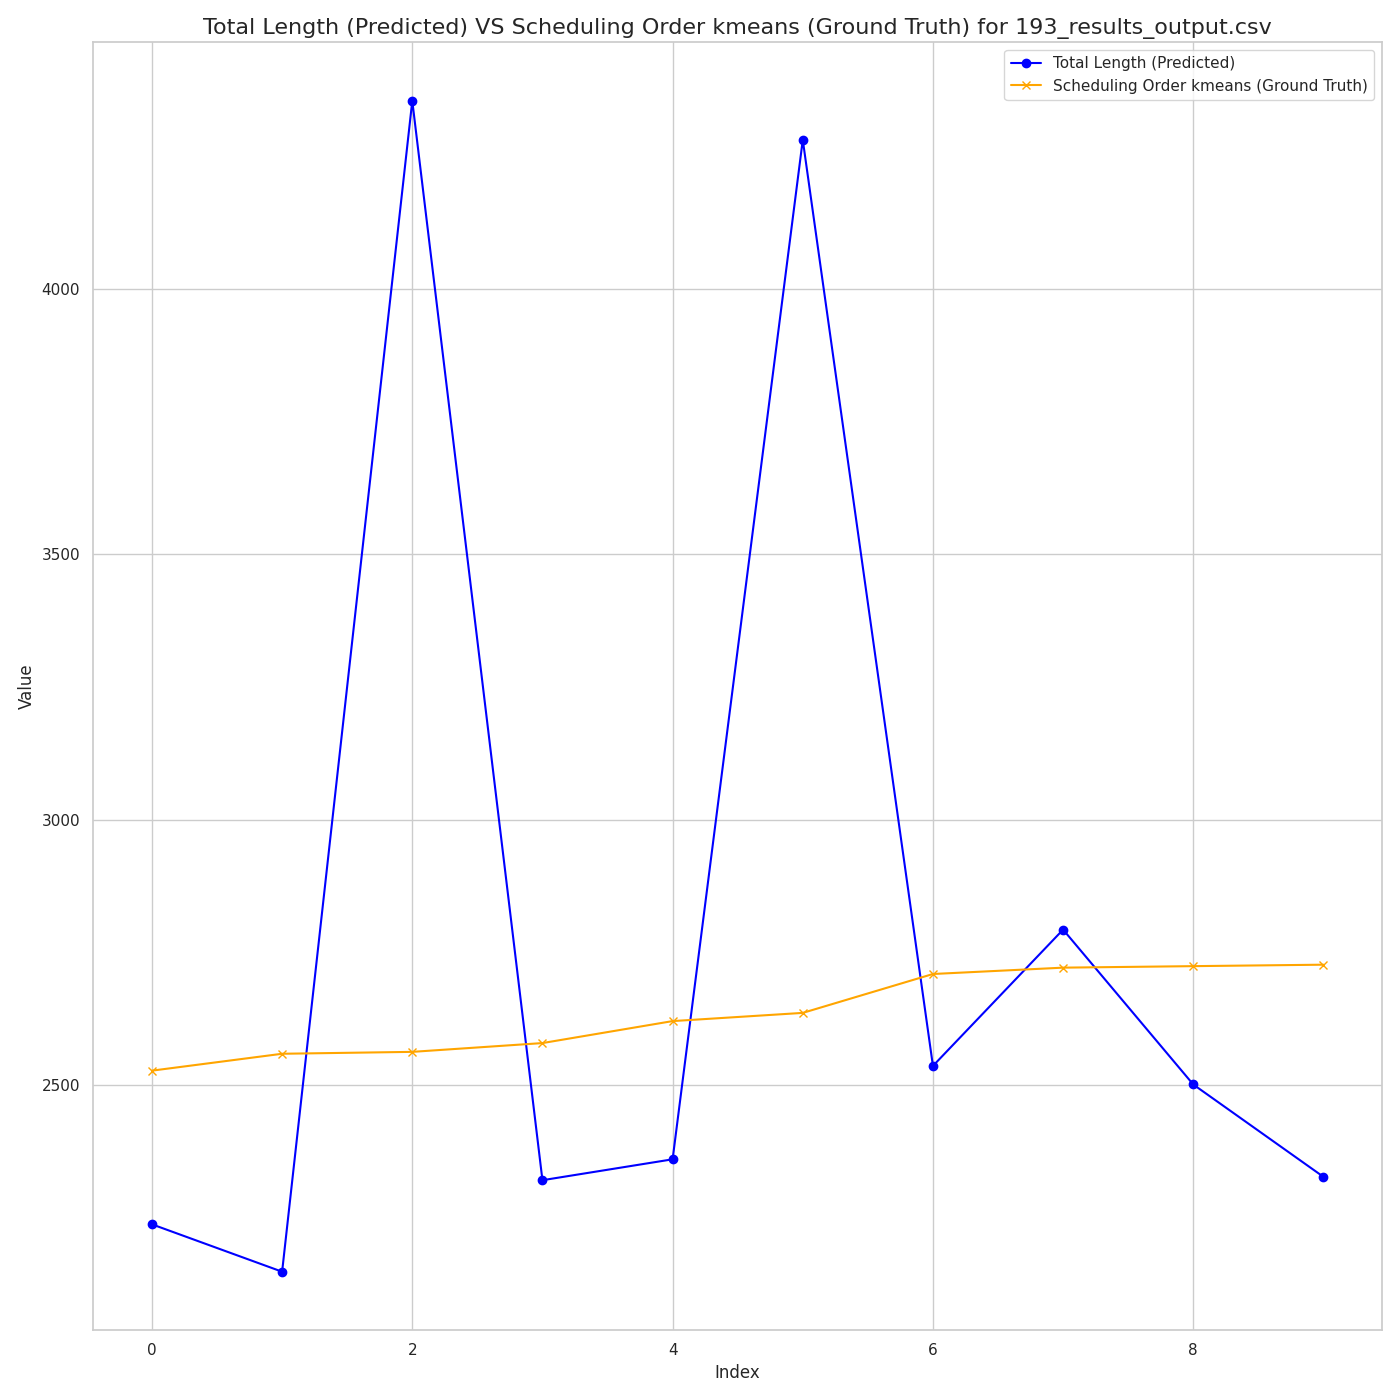 Total Length (Predicted) VS Scheduling Order kmeans (Ground Truth) for 193_results_output.csv
Total Length (Predicted)
Scheduling Order kmeans (Ground Truth)
4000
3500
3000
2500
Value
0 2 4 6 8
Index